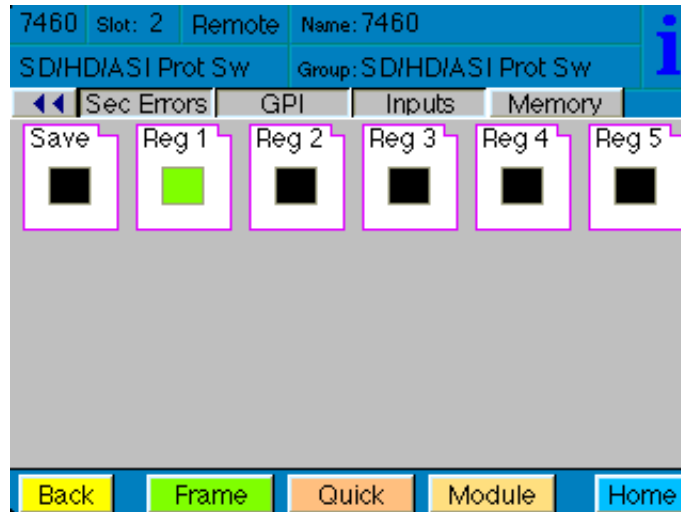 7460 Slot: 2 Remote Name: 7460
SD/HD/ASI Prot Sw Group: SD/HD/ASI Prot Sw
i
Sec Errors GPI Inputs Memory
Save Reg 1 Reg 2 Reg 3 Reg 4 Reg 5
Back Frame Quick Module Home